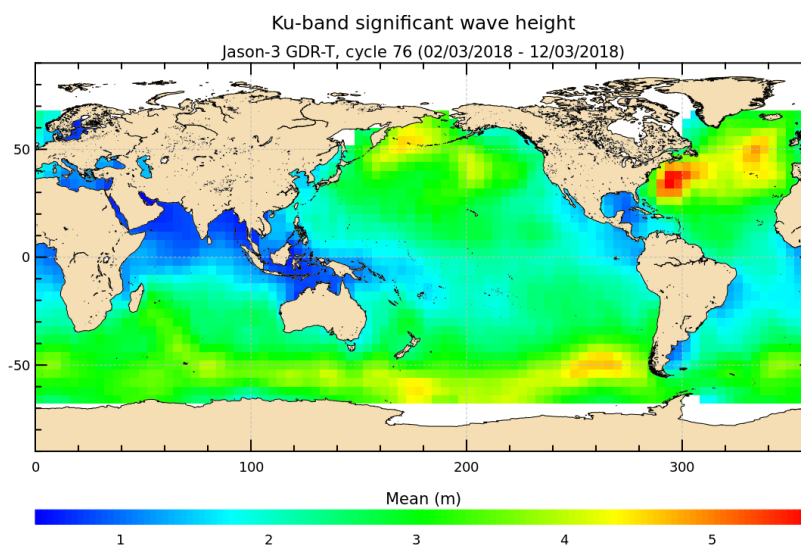 Ku-band significant wave height
Jason-3 GDR-T, cycle 76 (02/03/2018 - 12/03/2018)
50
0
-50
0 100 200 300
Mean (m)
1 2 3 4 5